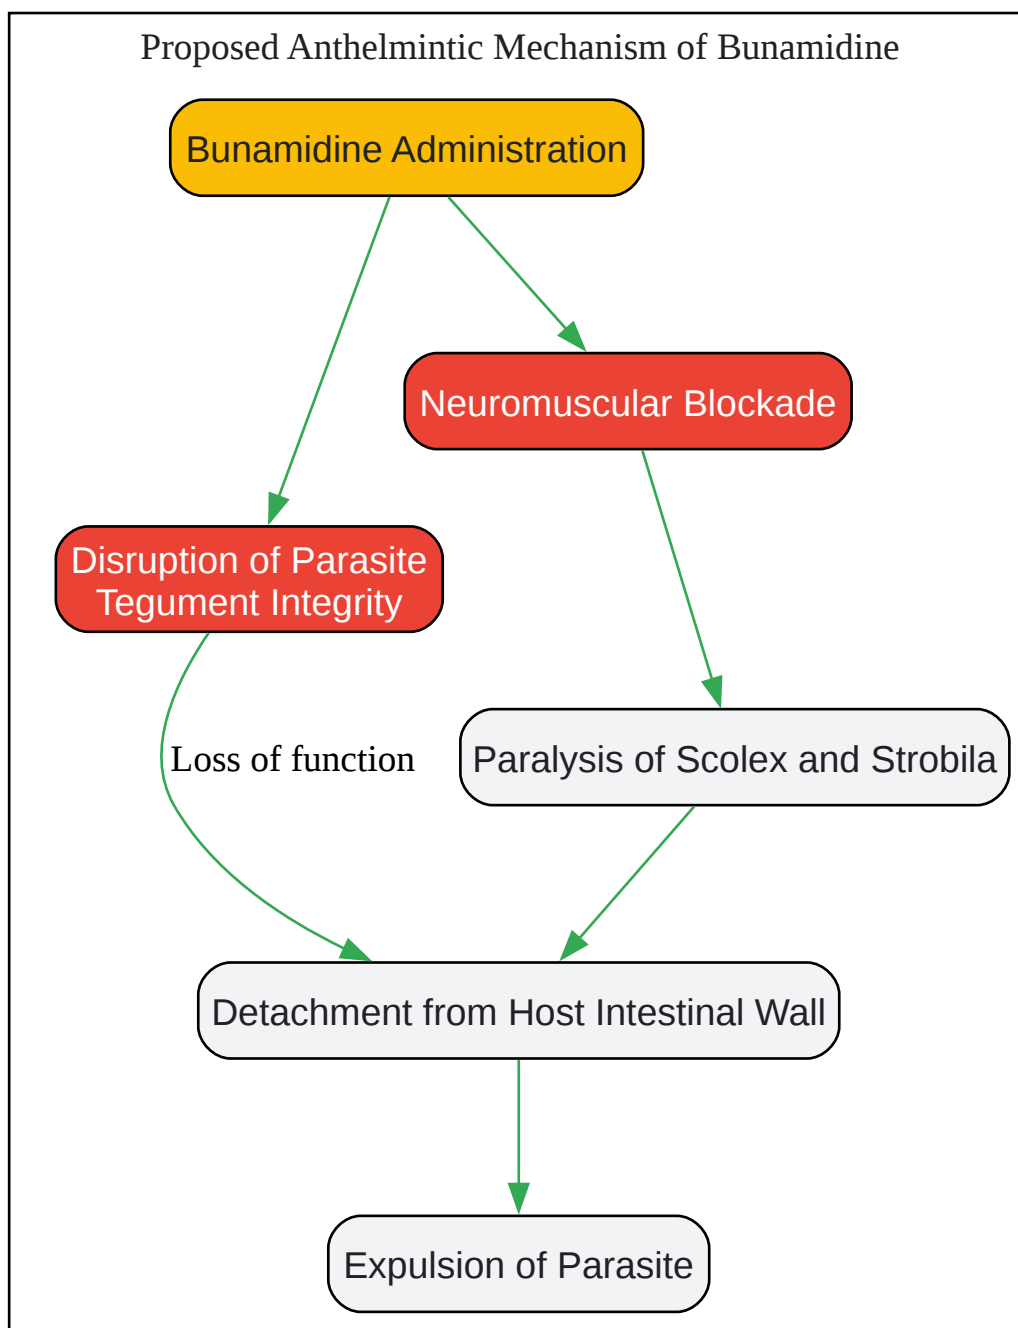 Proposed Anthelmintic Mechanism of Bunamidine
Bunamidine Administration
Neuromuscular Blockade
Disruption of Parasite
Tegument Integrity
Loss of function
Paralysis of Scolex and Strobila
Detachment from Host Intestinal Wall
Expulsion of Parasite